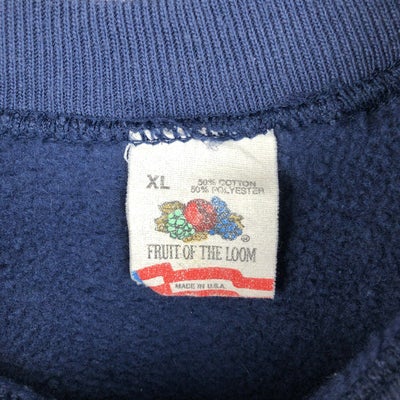 XL
50% COTTON
50% POLYESTER
®
FRUIT OF THE LOOM
MADE IN U.S.A.